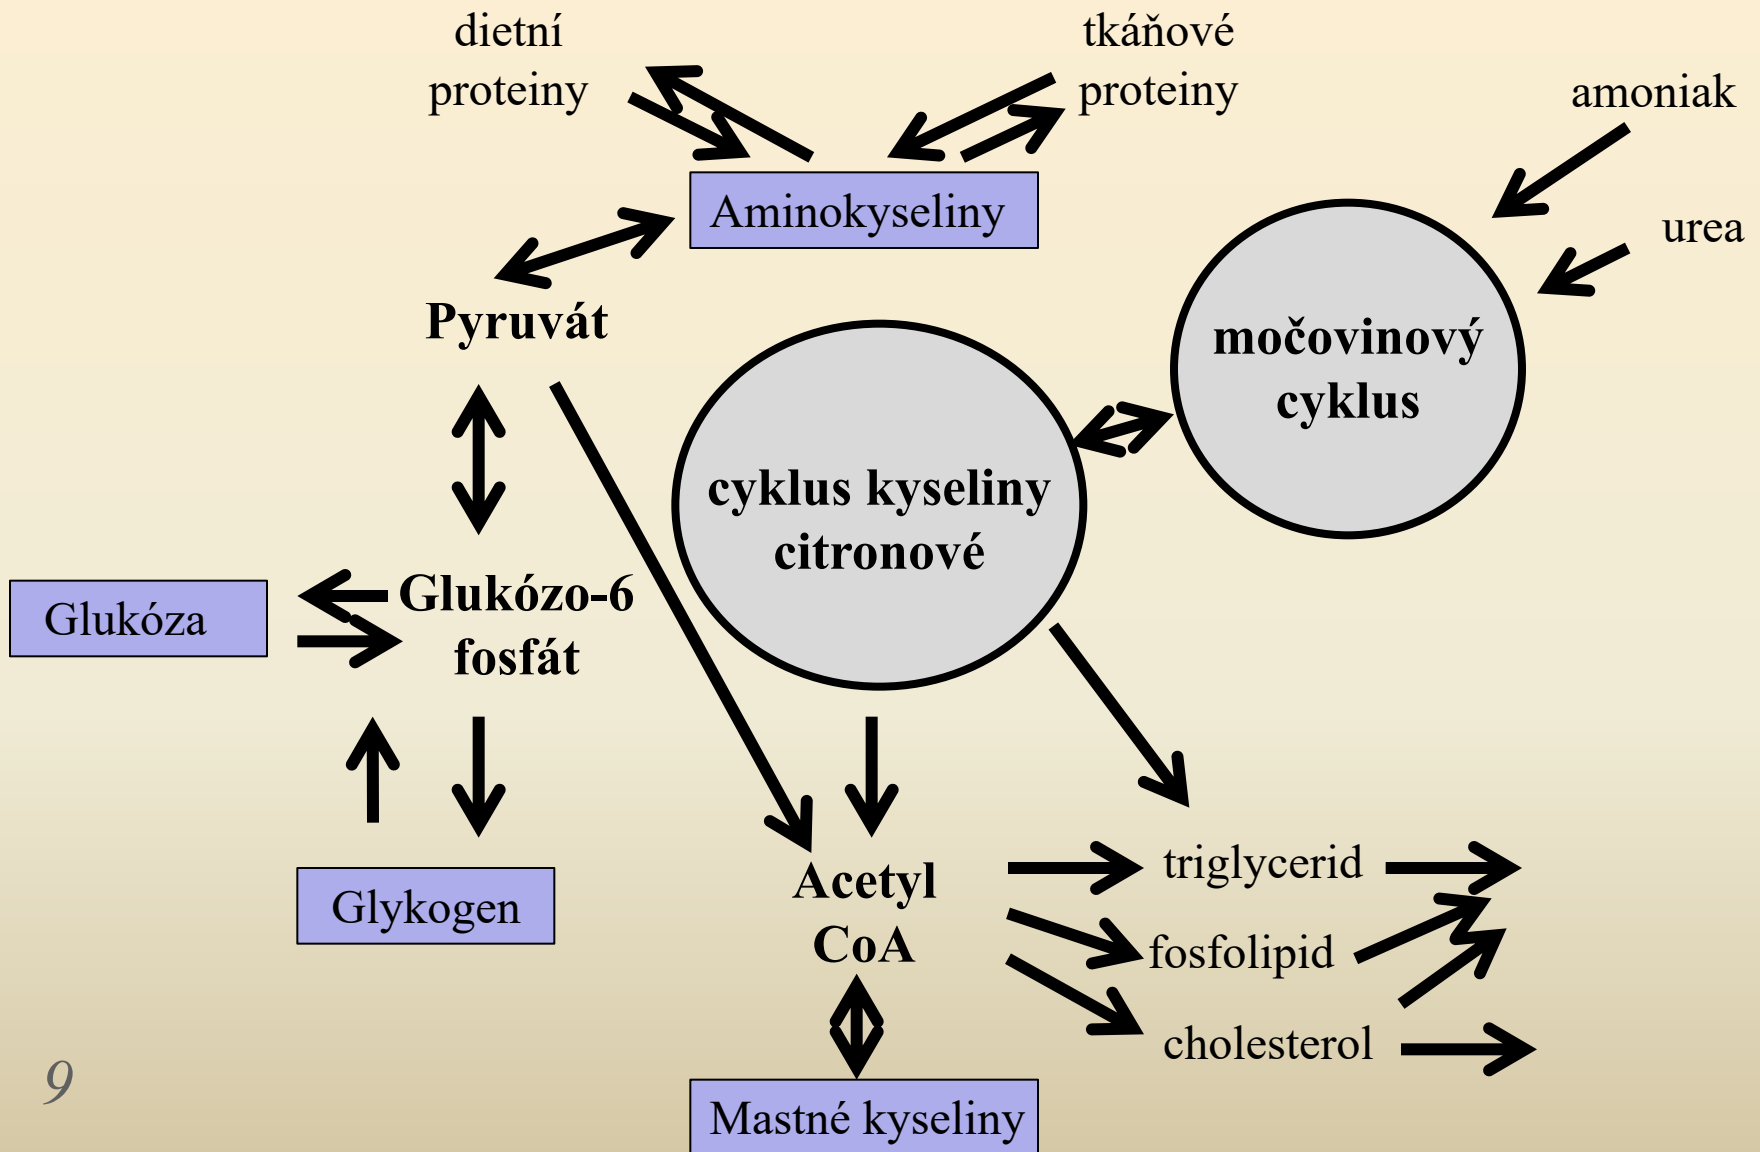 dietní
proteiny
tkáňové
proteiny
amoniak
Aminokyseliny
urea
Pyruvát
močovinový
cyklus
cyklus kyseliny
citronové
Glukóza
Glukózo-6
fosfát
Acetyl
CoA
triglycerid
Glykogen
fosfolipid
cholesterol
9
Mastné kyseliny